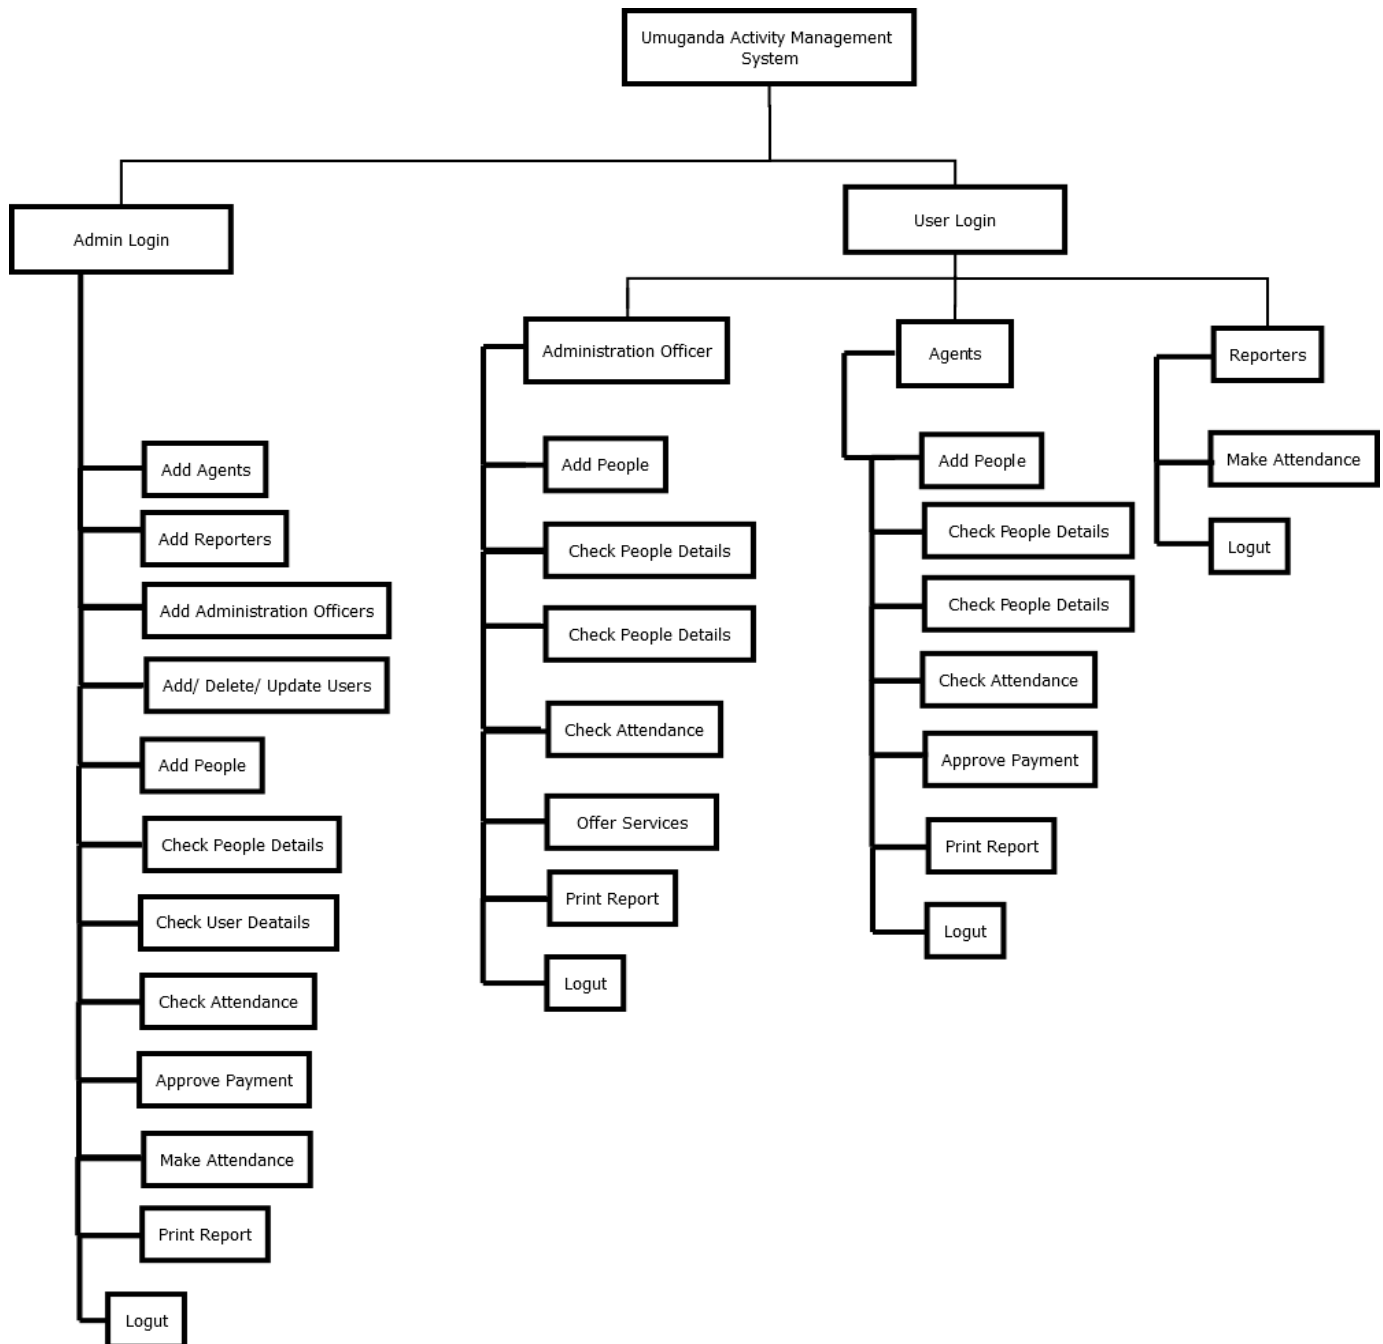 Umuganda Activity Management
System
Admin Login
User Login
Administration Officer
Agents
Reporters
Add Agents
Add Reporters
Add Administration Officers
Add/ Delete/ Update Users
Add People
Check People Details
Check User Deatails
Check Attendance
Approve Payment
Make Attendance
Print Report
Logut
Add People
Check People Details
Check People Details
Check Attendance
Offer Services
Print Report
Logut
Add People
Check People Details
Check People Details
Check Attendance
Approve Payment
Print Report
Logut
Make Attendance
Logut